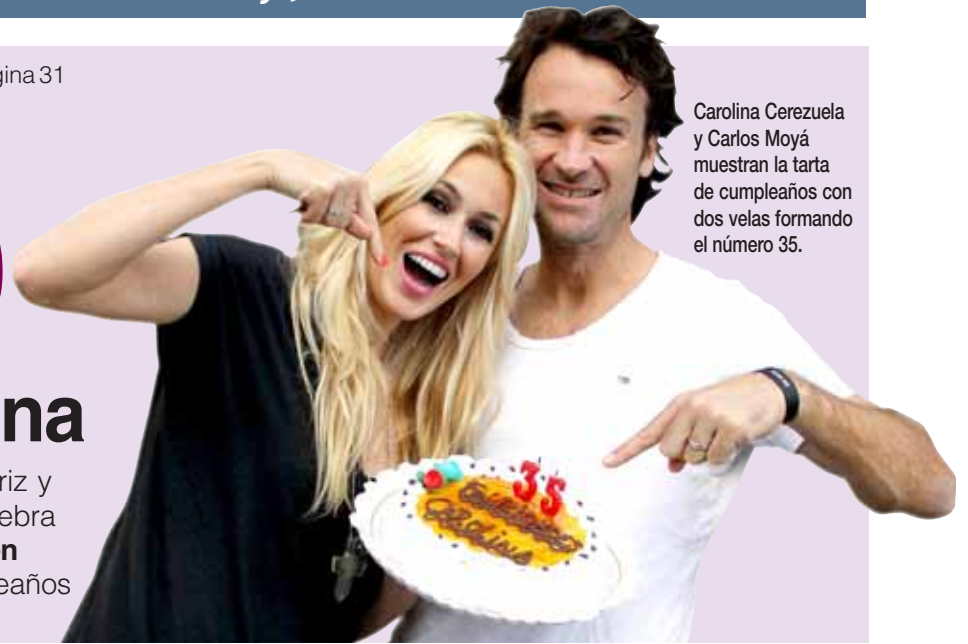 gina 31
Carolina Cerezuela
y Carlos Moyá
muestran la tarta
de cumpleaños con
dos velas formando
el número 35.
na
riz y
ebra
n
eaños
35
Carolina